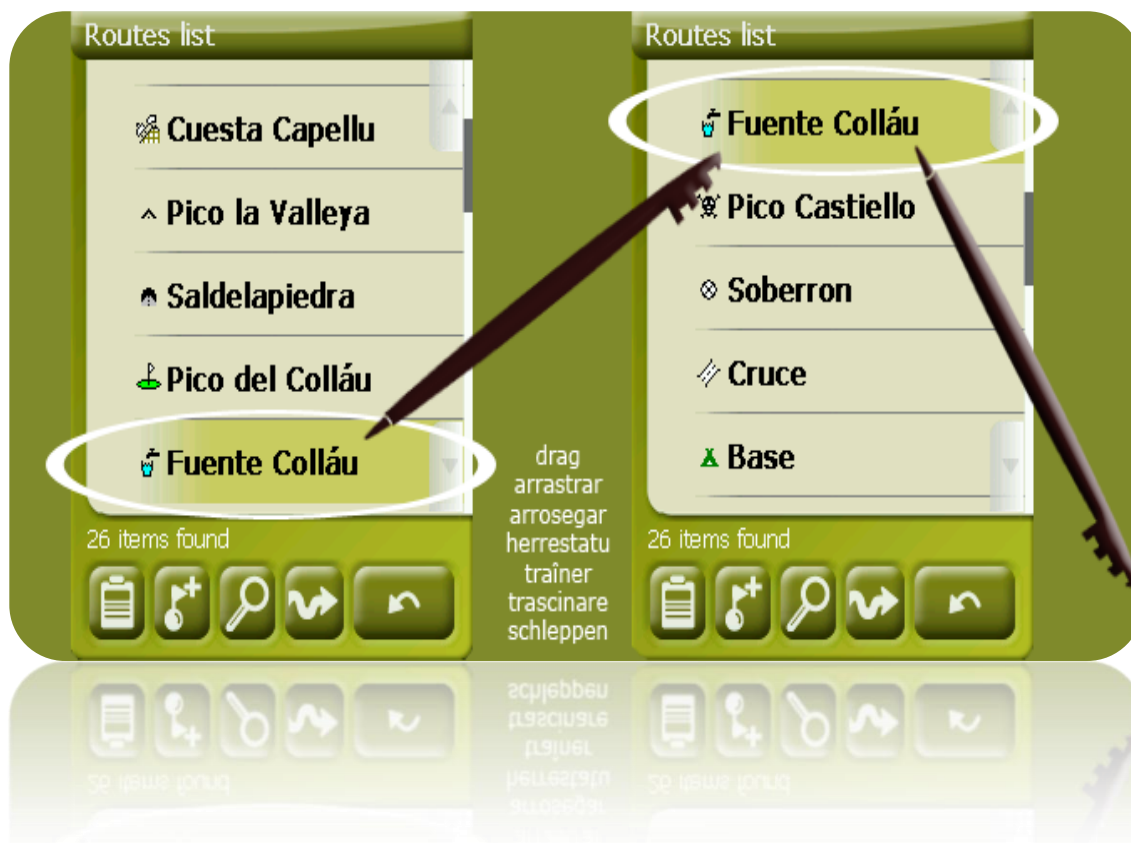 Routes list
Cuesta Capellu
Pico la Valleya
Saldelapiedra
Pico del Colláu
Fuente Colláu
26 items found
drag
arrastrar
arrosegar
herrestatu
traîner
trascinare
schleppen
Routes list
Fuente Colláu
Pico Castiello
Soberron
Cruce
Base
26 items found